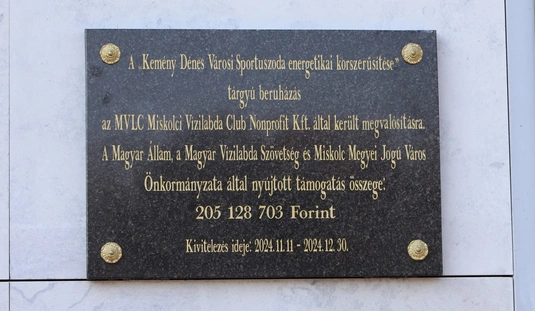 A „Kemény Dénes Városi Sportuszoda energetikai korszerűsítése"
tárgyú beruházás
az MVLC Miskolci Vízilabda Club Nonprofit Kft. által került megvalósításra.
A Magyar Állam, a Magyar Vízilabda Szövetség és Miskolc Megyei Jogú Város
Önkormányzata által nyújtott támogatás összege:
205 128 703 Forint
Kivitelezés ideje: 2024.11.11 - 2024.12.30.